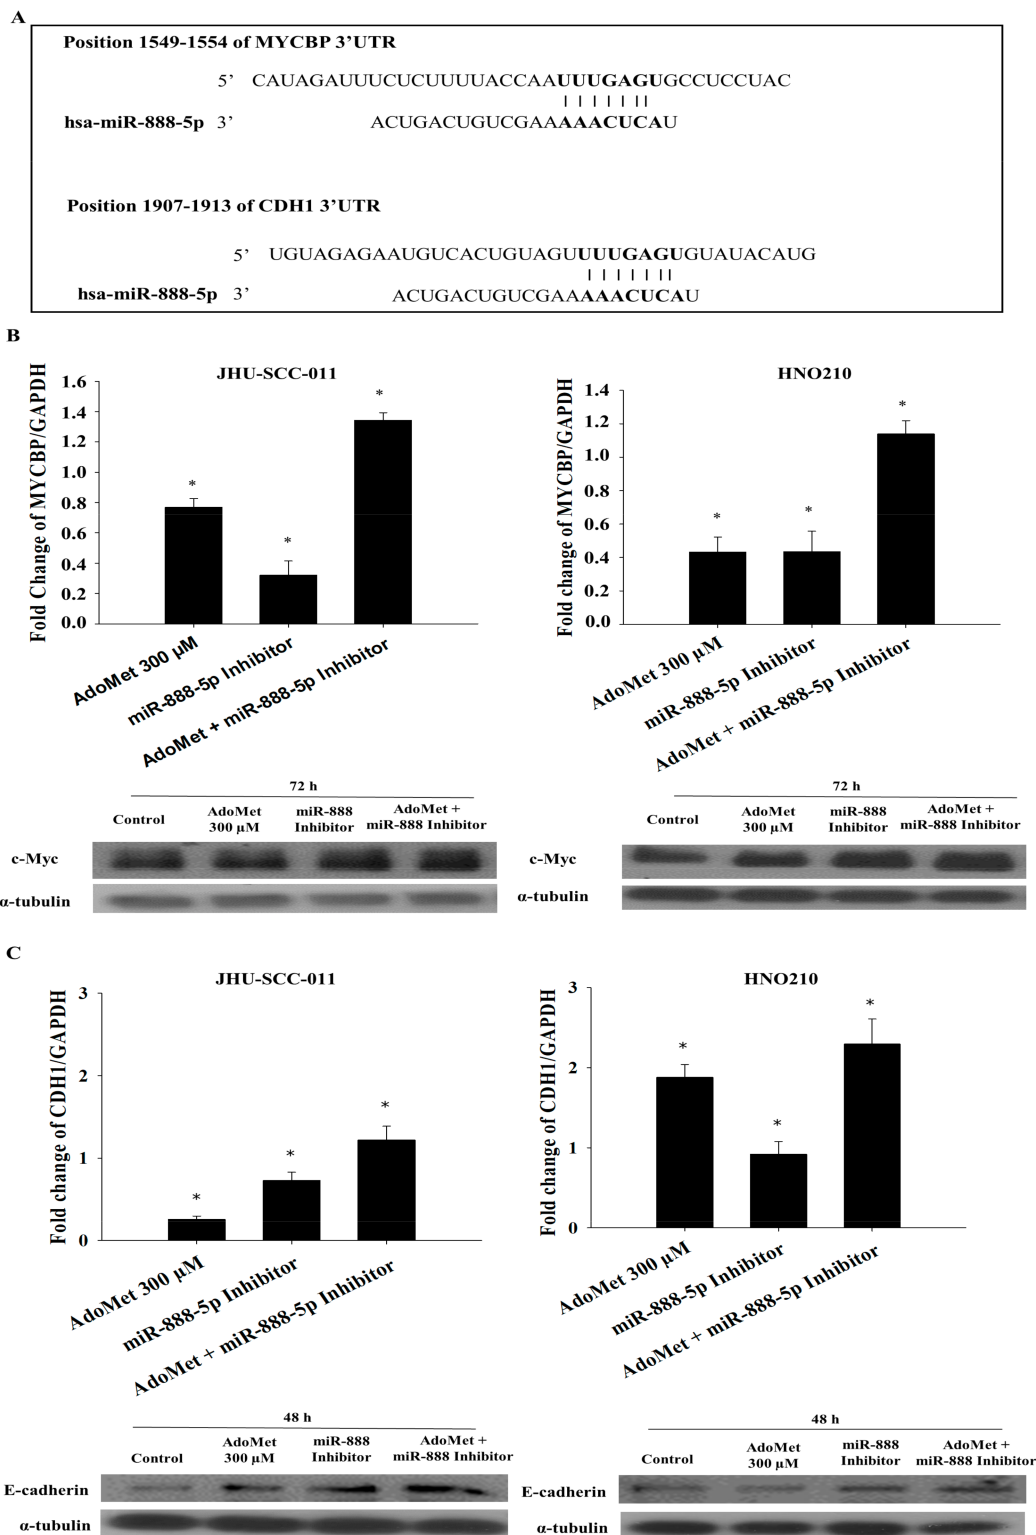 A
Position 1549-1554 of MYCBP 3’UTR
5’ CAUAGAUUUCUCUUUUACCAAUUUGAGUGCCUCCUAC
hsa-miR-888-5p 3’ ACUGACUGUCGAAAAACUCAU
Position 1907-1913 of CDH1 3’UTR
5’ UGUAGAGAAUGUCACUGUAGUUUUGAGUGUAUACAUG
hsa-miR-888-5p 3’ ACUGACUGUCGAAAAACUCAU
B
JHU-SCC-011
Fold Change of MYCBP/GAPDH
1.6
1.4
1.2
1.0
0.8
0.6
0.4
0.2
0.0
*
*
*
AdoMet 300 µM
miR-888-5p Inhibitor
AdoMet + miR-888-5p Inhibitor
HNO210
Fold change of MYCBP/GAPDH
1.4
1.2
1.0
0.8
0.6
0.4
0.2
0.0
*
*
*
AdoMet 300 µM
miR-888-5p Inhibitor
AdoMet + miR-888-5p Inhibitor
72 h
Control
AdoMet
300 µM
miR-888
Inhibitor
AdoMet +
miR-888 Inhibitor
c-Myc
α-tubulin
72 h
Control
AdoMet
300 µM
miR-888
Inhibitor
AdoMet +
miR-888 Inhibitor
c-Myc
α-tubulin
C
JHU-SCC-011
Fold change of CDH1/GAPDH
3
2
1
0
*
*
*
AdoMet 300 µM
miR-888-5p Inhibitor
AdoMet + miR-888-5p Inhibitor
HNO210
Fold change of CDH1/GAPDH
3
2
1
0
*
*
*
AdoMet 300 µM
miR-888-5p Inhibitor
AdoMet + miR-888-5p Inhibitor
48 h
Control
AdoMet
300 µM
miR-888
Inhibitor
AdoMet +
miR-888 Inhibitor
E-cadherin
α-tubulin
48 h
Control
AdoMet
300 µM
miR-888
Inhibitor
AdoMet +
miR-888 Inhibitor
E-cadherin
α-tubulin